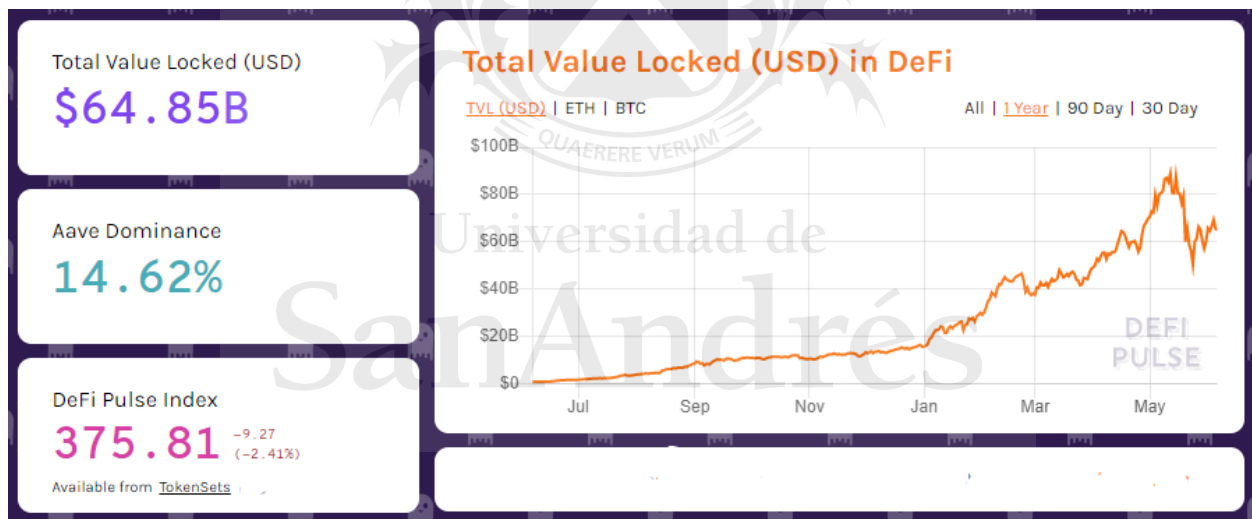 Total Value Locked (USD)
$64.85B
Aave Dominance
14.62%
DeFi Pulse Index
375.81
-9.27
(-2.41%)
Available from TokenSets
Total Value Locked (USD) in DeFi
TVL (USD) | ETH | BTC
All | 1 Year | 90 Day | 30 Day
$100B
$80B
$60B
$40B
$20B
$0
Jul Sep Nov Jan Mar May
DEFI
PULSE
QUAERERE VERUM
Universidad de
SanAndrés